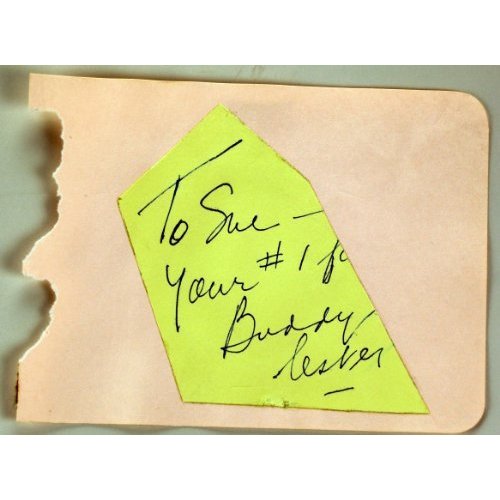 To Sue —
Your #1
Buddy
Lester